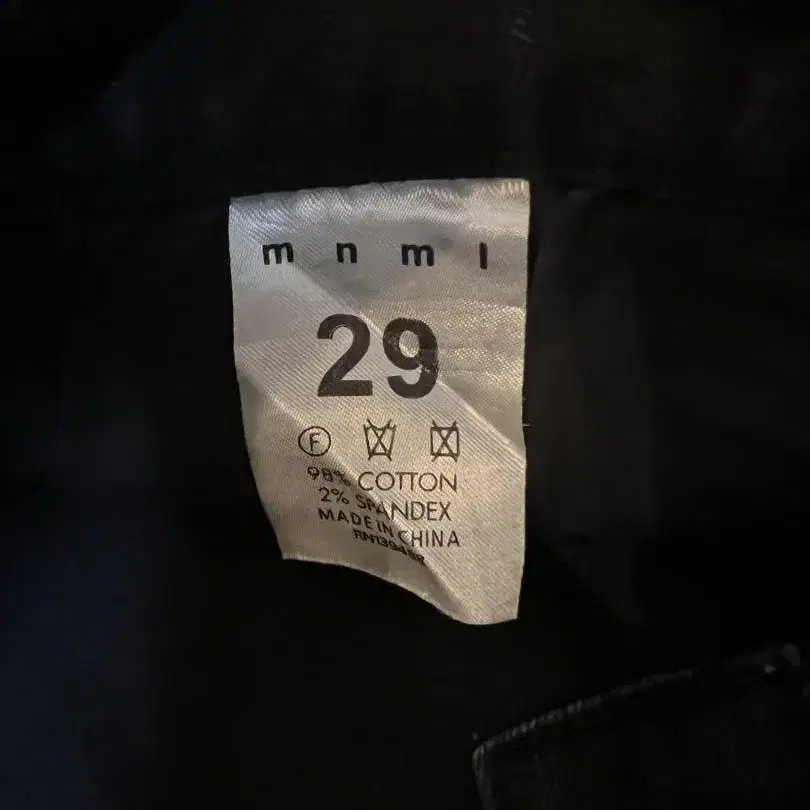 m n m l
29
F
98% COTTON
2% SPANDEX
MADE IN CHINA